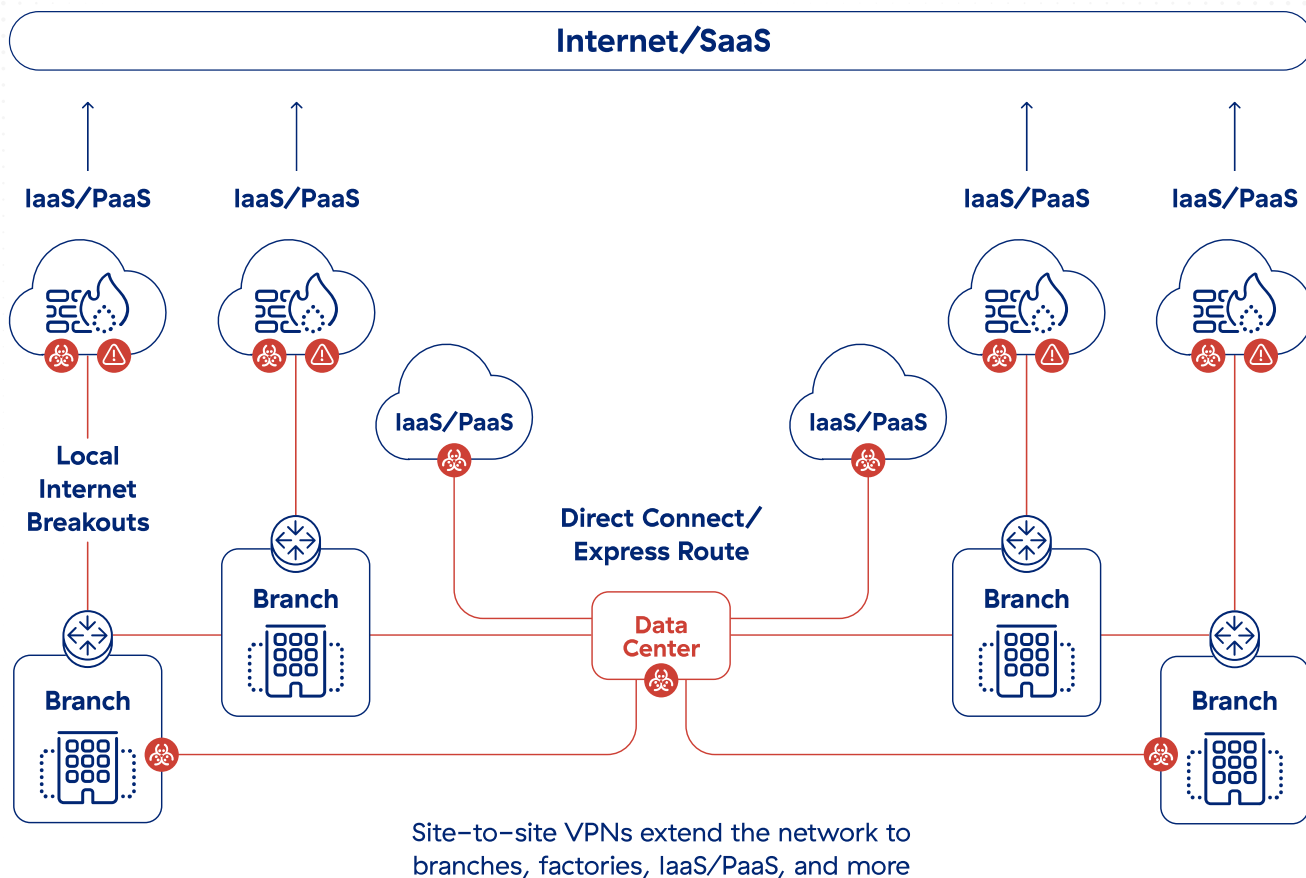 Internet/SaaS
IaaS/PaaS
IaaS/PaaS
IaaS/PaaS
IaaS/PaaS
IaaS/PaaS
IaaS/PaaS
Local
Internet
Breakouts
Direct Connect/
Express Route
Branch
Branch
Data
Center
Branch
Branch
Site-to-site VPNs extend the network to
branches, factories, IaaS/PaaS, and more